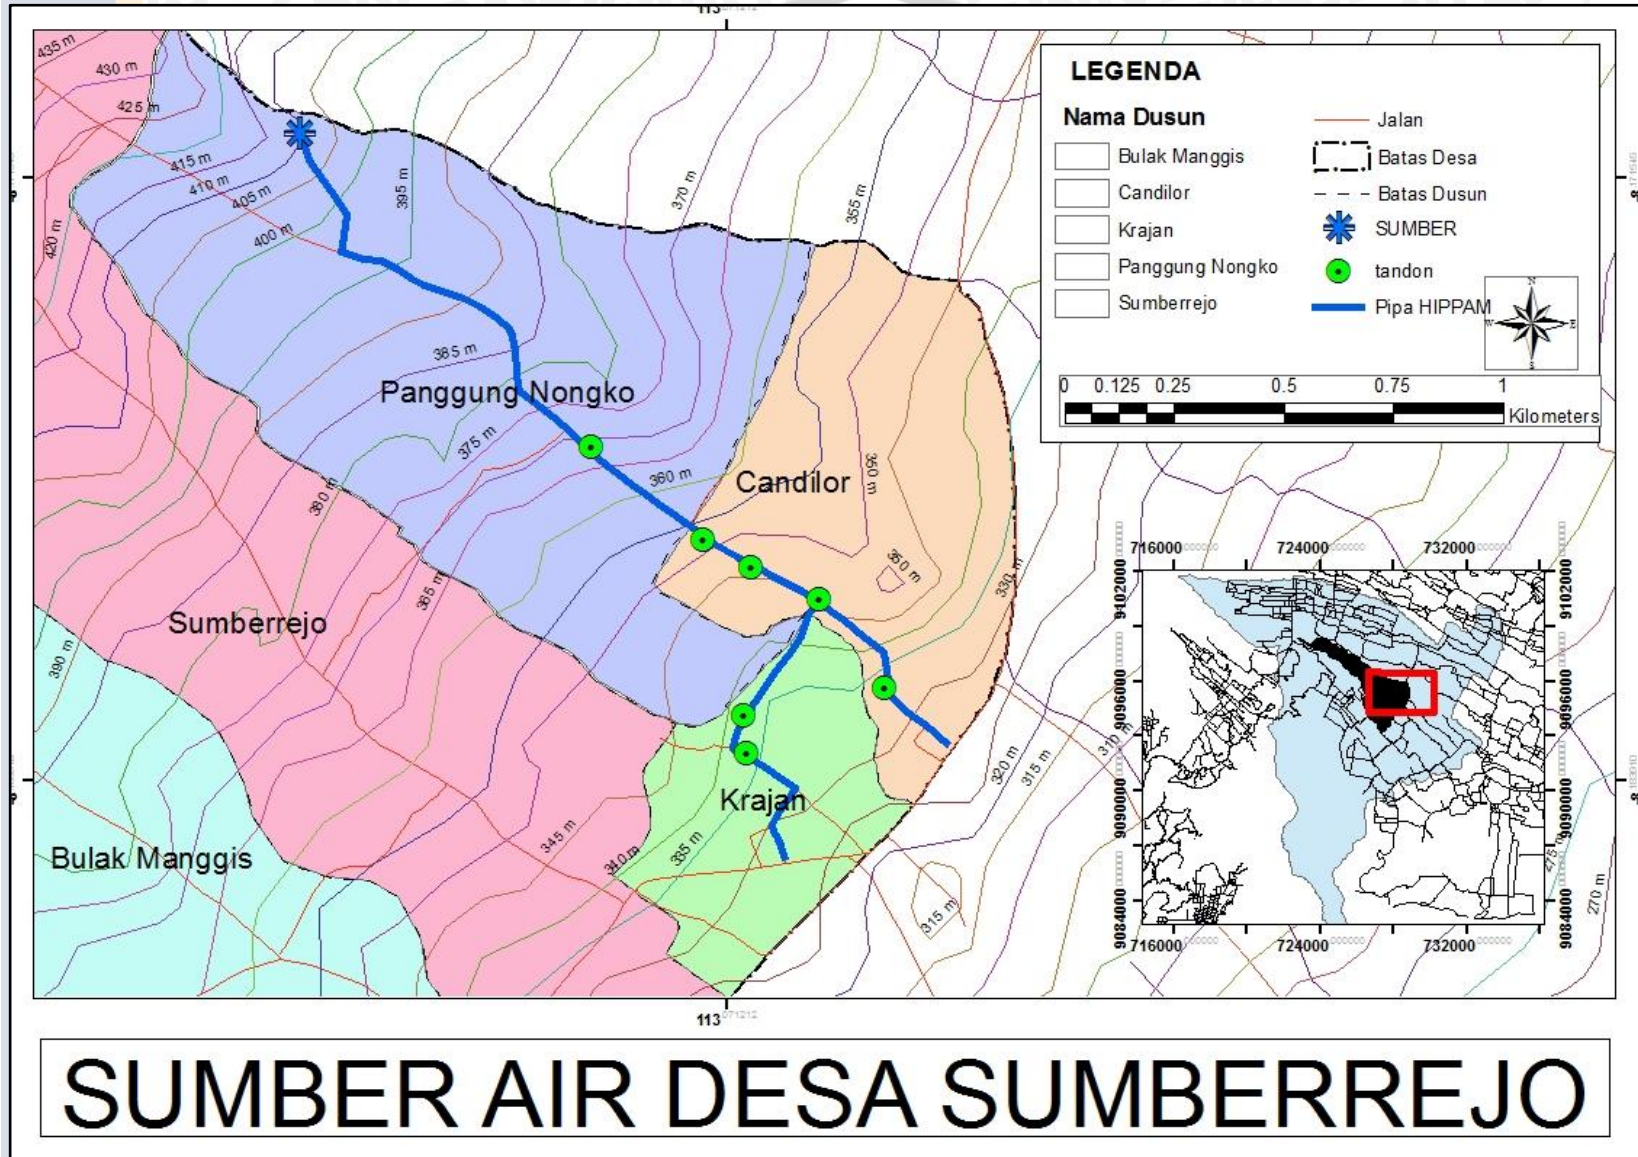 113 071212
435 m
430 m
425 m
415 m
410 m
405 m
400 m
420 m
395 m
370 m
355 m
385 m
Panggung Nongko
375 m
380 m
360 m
365 m
350 m
Candilor
350 m
330 m
Sumberrejo
390 m
310 m
320 m
315 m
Krajan
345 m
340 m
335 m
Bulak Manggis
315 m
275 m
270 m
113 071212
LEGENDA
Nama Dusun
Bulak Manggis
Candilor
Krajan
Panggung Nongko
Sumberrejo
Jalan
Batas Desa
Batas Dusun
SUMBER
tandon
Pipa HIPPAM
N
W
E
S
0 0.125 0.25 0.5 0.75 1
Kilometers
716000 724000 732000
9102000 9102000
9096000 9096000
9090000 9090000
9084000 9084000
716000 724000 732000
SUMBER AIR DESA SUMBERREJO